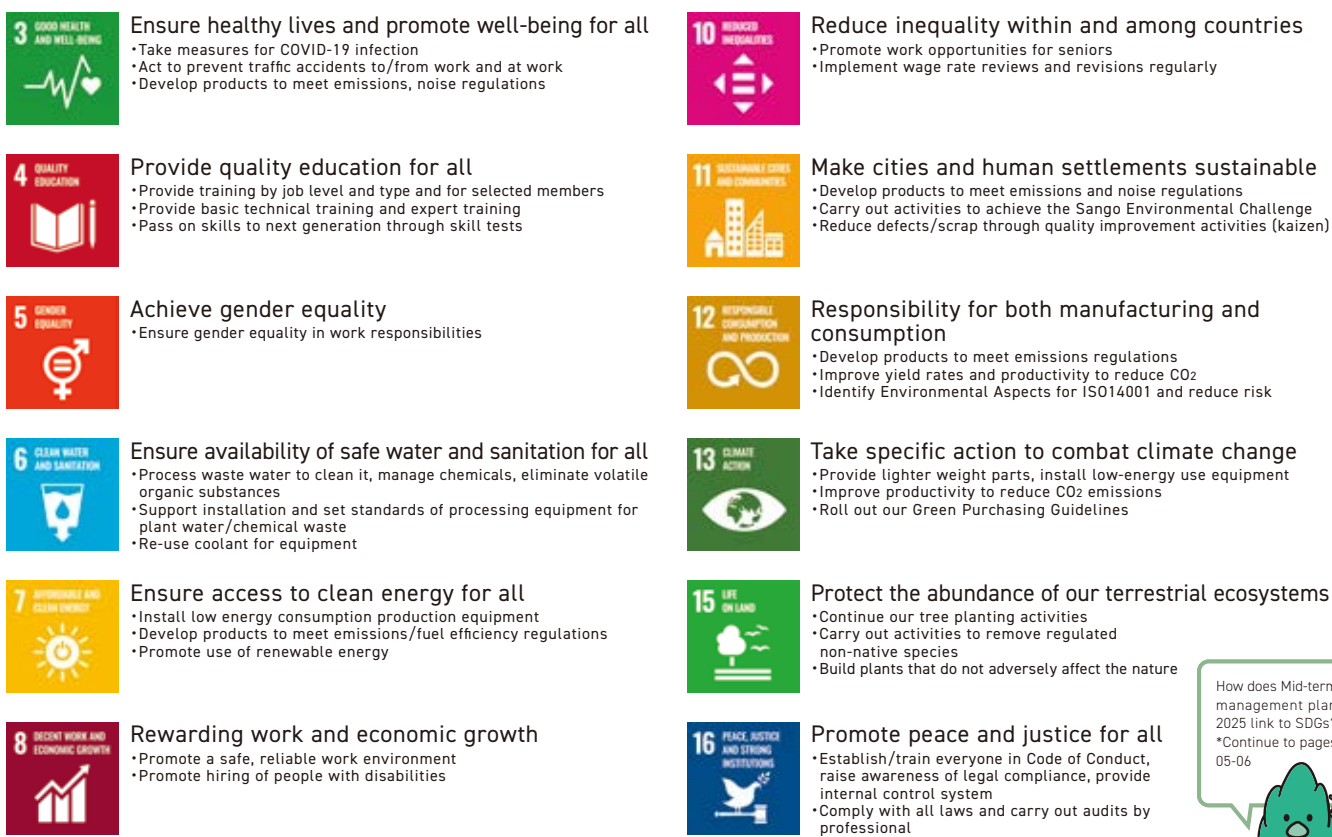 3 GOOD HEALTH
AND WELL-BEING
Ensure healthy lives and promote well-being for all
・Take measures for COVID-19 infection
・Act to prevent traffic accidents to/from work and at work
・Develop products to meet emissions, noise regulations
4 QUALITY
EDUCATION
Provide quality education for all
・Provide training by job level and type and for selected members
・Provide basic technical training and expert training
・Pass on skills to next generation through skill tests
5 GENDER
EQUALITY
Achieve gender equality
・Ensure gender equality in work responsibilities
6 CLEAN WATER
AND SANITATION
Ensure availability of safe water and sanitation for all
・Process waste water to clean it, manage chemicals, eliminate volatile
organic substances
・Support installation and set standards of processing equipment for
plant water/chemical waste
・Re-use coolant for equipment
7 AFFORDABLE AND
CLEAN ENERGY
Ensure access to clean energy for all
・Install low energy consumption production equipment
・Develop products to meet emissions/fuel efficiency regulations
・Promote use of renewable energy
8 DECENT WORK AND
ECONOMIC GROWTH
Rewarding work and economic growth
・Promote a safe, reliable work environment
・Promote hiring of people with disabilities
10 REDUCED
INEQUALITIES
Reduce inequality within and among countries
・Promote work opportunities for seniors
・Implement wage rate reviews and revisions regularly
11 SUSTAINABLE CITIES
AND COMMUNITIES
Make cities and human settlements sustainable
・Develop products to meet emissions and noise regulations
・Carry out activities to achieve the Sango Environmental Challenge
・Reduce defects/scrap through quality improvement activities (kaizen)
12 RESPONSIBLE
CONSUMPTION
AND PRODUCTION
Responsibility for both manufacturing and
consumption
・Develop products to meet emissions regulations
・Improve yield rates and productivity to reduce CO2
・Identify Environmental Aspects for ISO14001 and reduce risk
13 CLIMATE
ACTION
Take specific action to combat climate change
・Provide lighter weight parts, install low-energy use equipment
・Improve productivity to reduce CO2 emissions
・Roll out our Green Purchasing Guidelines
15 LIFE
ON LAND
Protect the abundance of our terrestrial ecosystems
・Continue our tree planting activities
・Carry out activities to remove regulated
non-native species
・Build plants that do not adversely affect the nature
16 PEACE, JUSTICE
AND STRONG
INSTITUTIONS
Promote peace and justice for all
・Establish/train everyone in Code of Conduct,
raise awareness of legal compliance, provide
internal control system
・Comply with all laws and carry out audits by
professional
How does Mid-term
management plan
2025 link to SDGs?
*Continue to pages
05-06